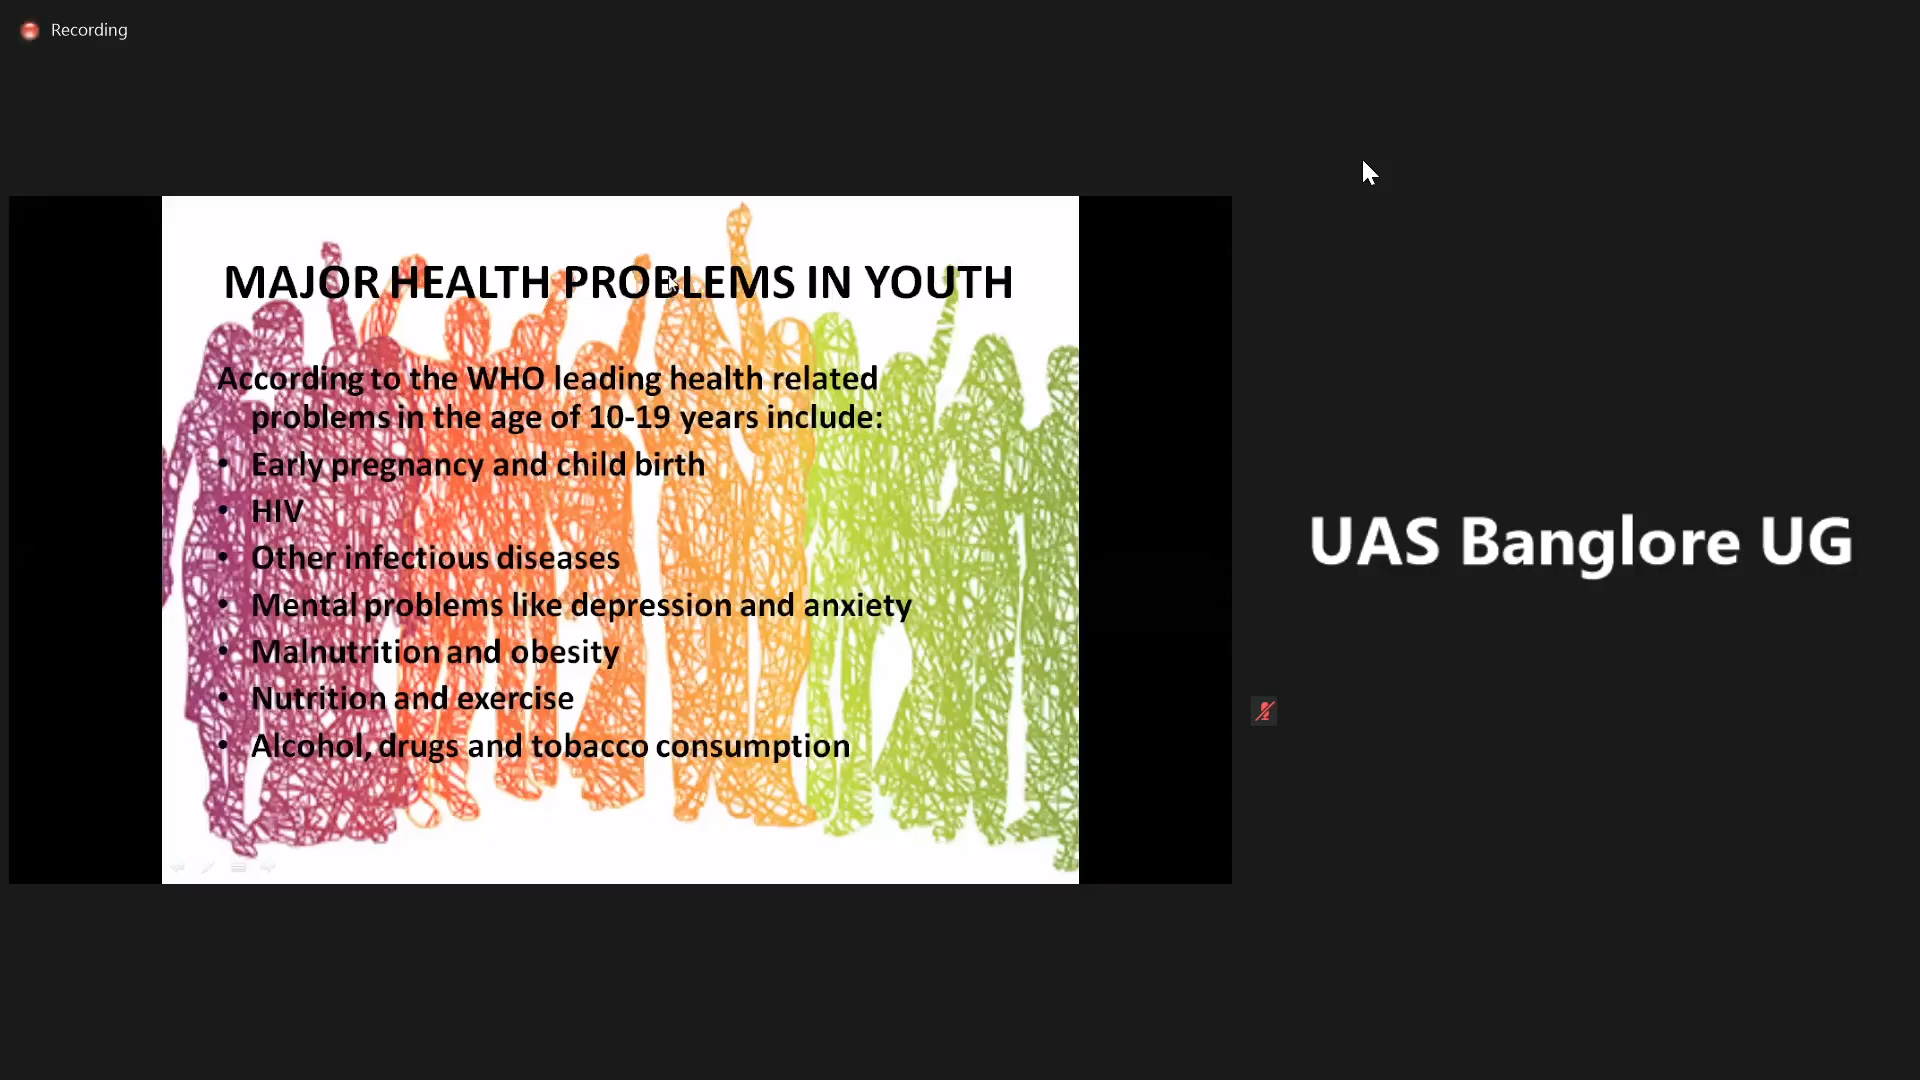 Recording
MAJOR HEALTH PROBLEMS IN YOUTH
According to the WHO leading health related
problems in the age of 10-19 years include:
• Early pregnancy and child birth
• HIV
• Other infectious diseases
• Mental problems like depression and anxiety
• Malnutrition and obesity
• Nutrition and exercise
• Alcohol, drugs and tobacco consumption
UAS Banglore UG